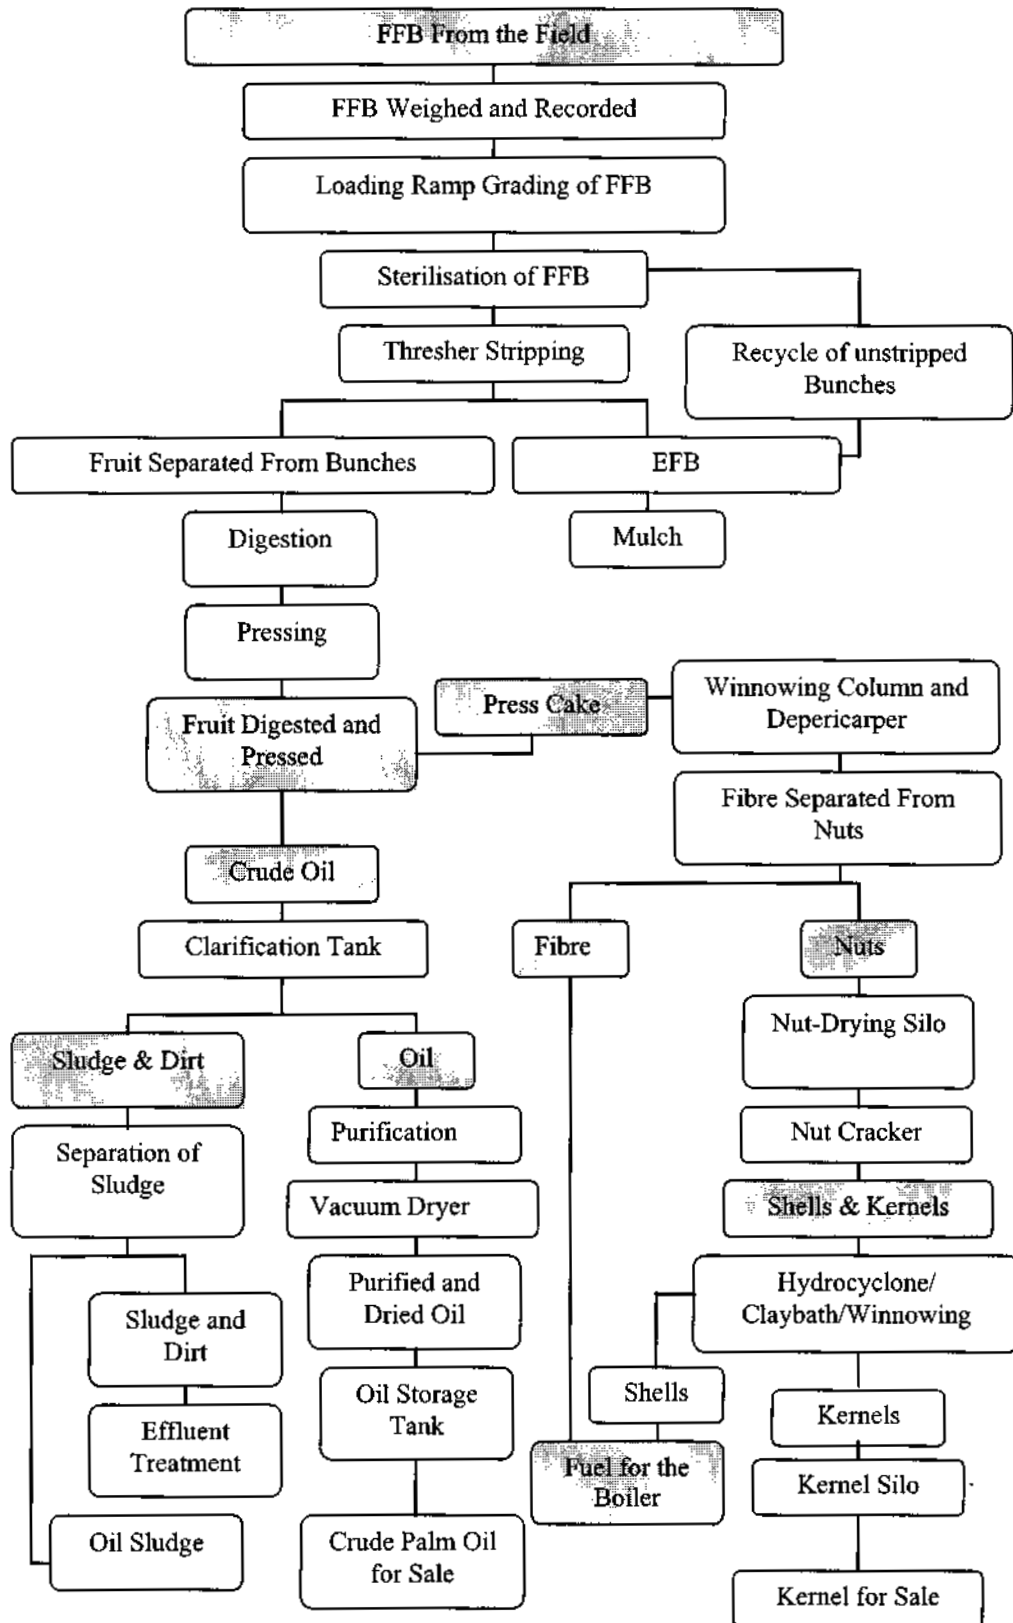 FFB From the Field
FFB Weighed and Recorded
Loading Ramp Grading of FFB
Sterilisation of FFB
Thresher Stripping
Recycle of unstripped
Bunches
Fruit Separated From Bunches
EFB
Digestion
Mulch
Pressing
Fruit Digested and
Pressed
Press Cake
Winnowing Column and
Depericarper
Fibre Separated From
Nuts
Crude Oil
Clarification Tank
Fibre
Nuts
Sludge & Dirt
Oil
Nut-Drying Silo
Separation of
Sludge
Purification
Nut Cracker
Vacuum Dryer
Shells & Kernels
Sludge and
Dirt
Purified and
Dried Oil
Hydrocyclone/
Claybath/Winnowing
Effluent
Treatment
Oil Storage
Tank
Shells
Kernels
Fuel for the
Boiler
Kernel Silo
Oil Sludge
Crude Palm Oil
for Sale
Kernel for Sale